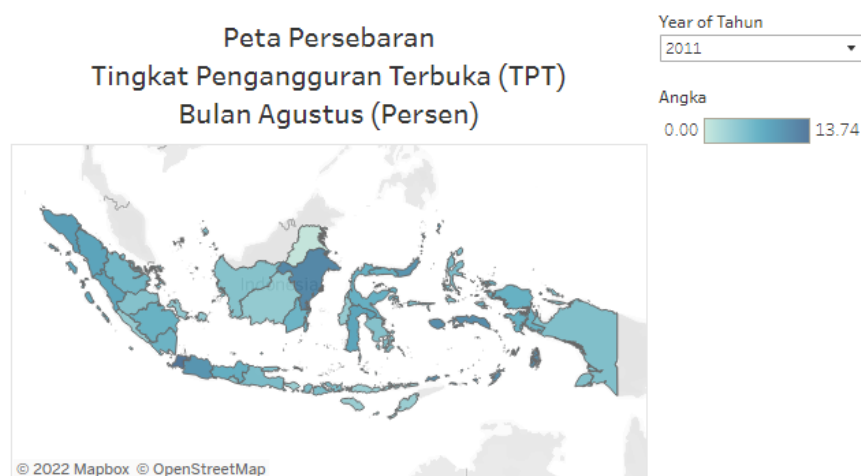 Peta Persebaran
Tingkat Pengangguran Terbuka (TPT)
Bulan Agustus (Persen)
Year of Tahun
2011
Angka
0.00 13.74
Indonesia
© 2022 Mapbox © OpenStreetMap